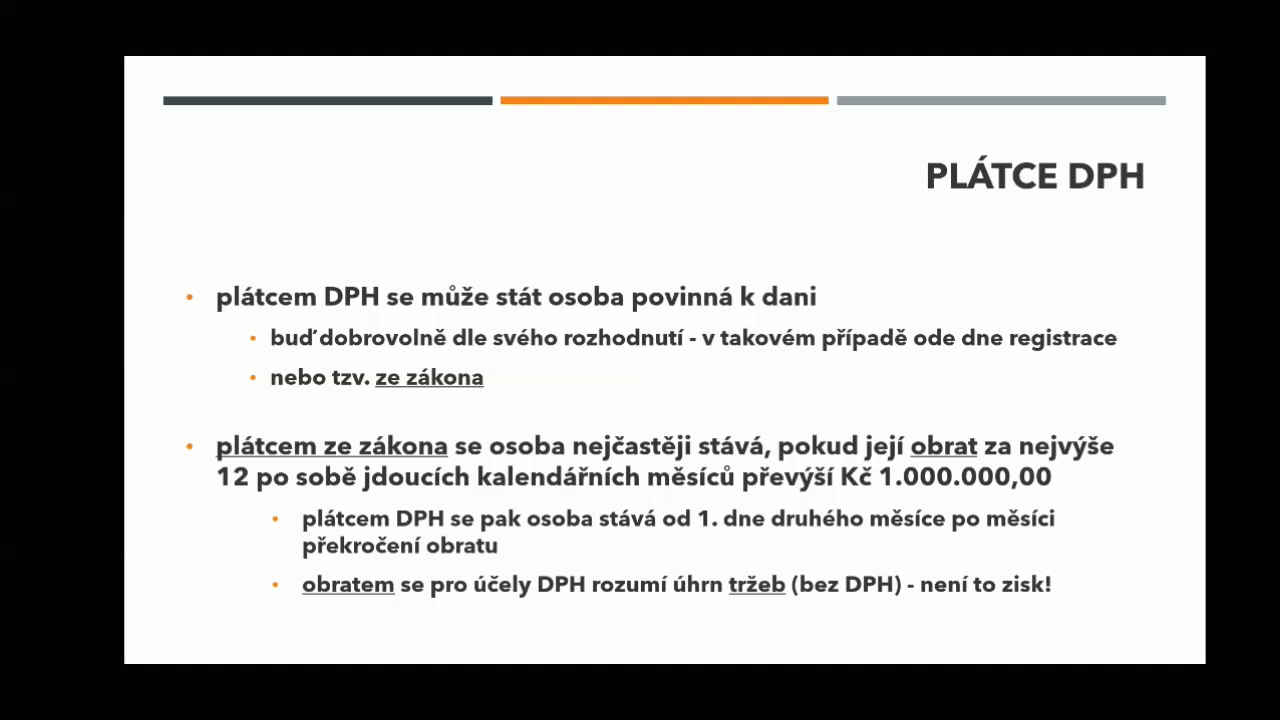 PLÁTCE DPH
• plátcem DPH se může stát osoba povinná k dani
• buď dobrovolně dle svého rozhodnutí - v takovém případě ode dne registrace
• nebo tzv. ze zákona
• plátcem ze zákona se osoba nejčastěji stává, pokud její obrat za nejvýše
12 po sobě jdoucích kalendářních měsíců převýší Kč 1.000.000,00
• plátcem DPH se pak osoba stává od 1. dne druhého měsíce po měsíci
překročení obratu
• obratem se pro účely DPH rozumí úhrn tržeb (bez DPH) - není to zisk!